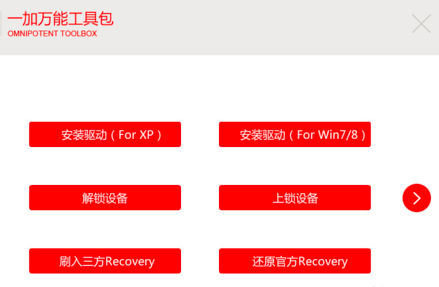 一加万能工具包
OMNIPOTENT TOOLBOX
安装驱动（For XP）
安装驱动（For Win7/8）
解锁设备
上锁设备
刷入三方Recovery
还原官方Recovery